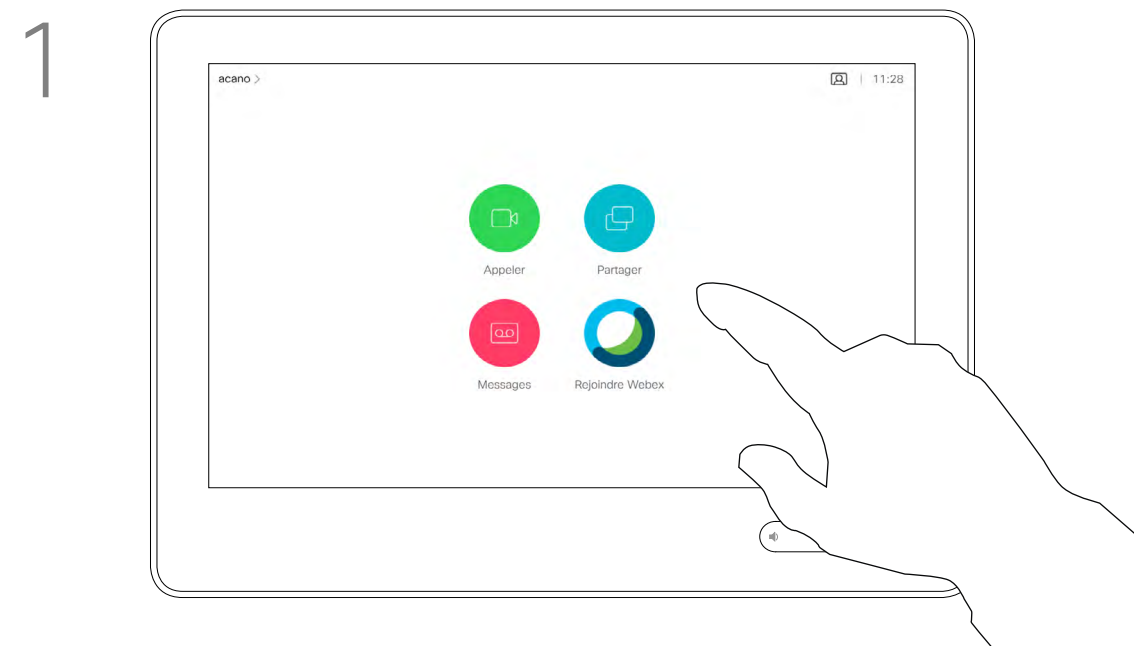 1
acano >
11:28
Appeler
Partager
Messages
Rejoindre Webex